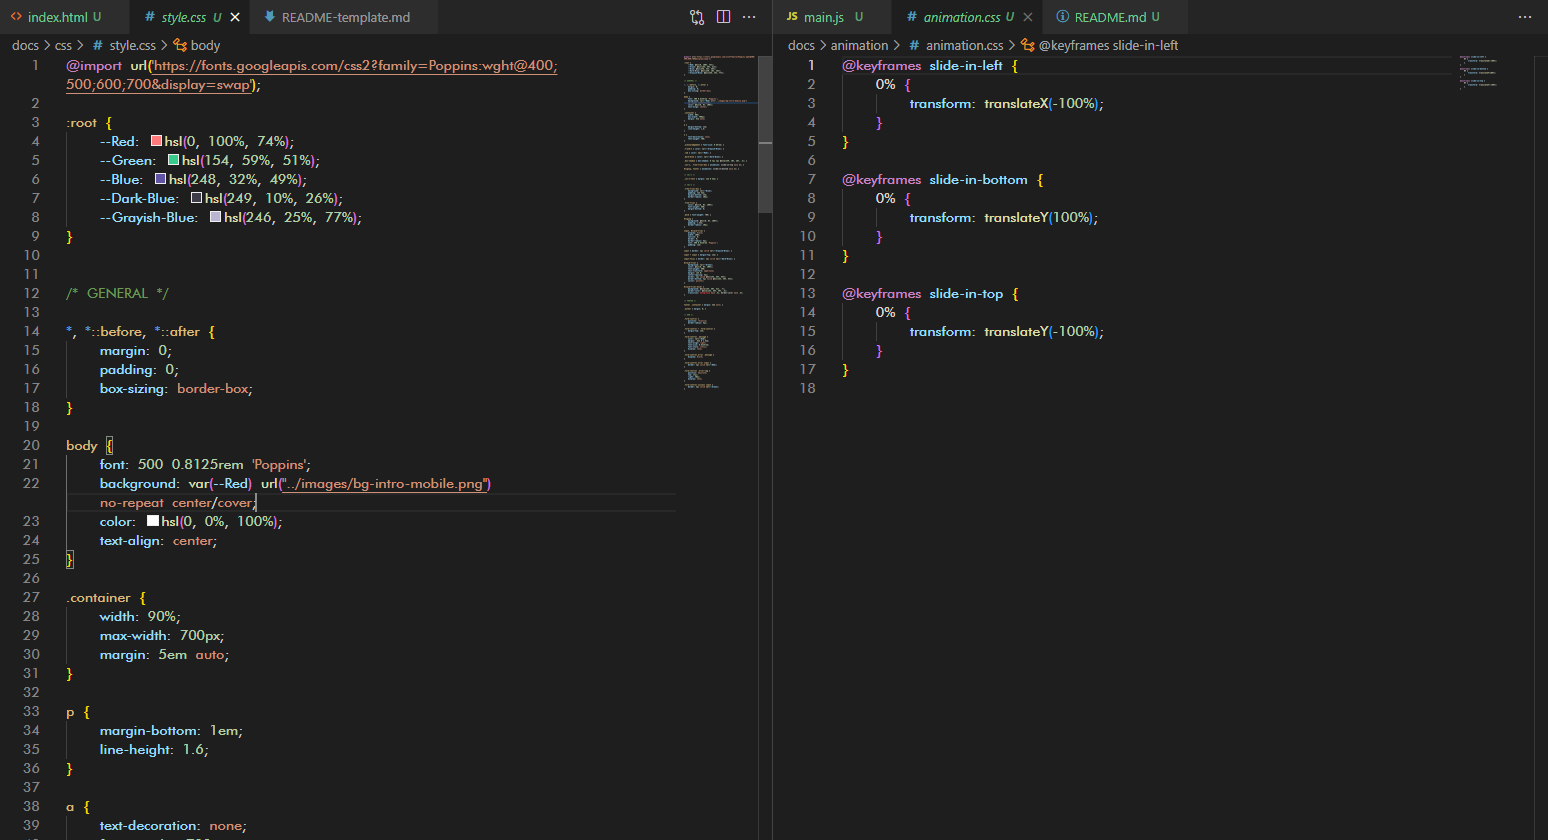 index.html U
style.css U
README-template.md
docs > css > # style.css > body
1 @import url('https://fonts.googleapis.com/css2?family=Poppins:wght@400;
500;600;700&display=swap');
2
3 :root {
4 --Red: hsl(0, 100%, 74%);
5 --Green: hsl(154, 59%, 51%);
6 --Blue: hsl(248, 32%, 49%);
7 --Dark-Blue: hsl(249, 10%, 26%);
8 --Grayish-Blue: hsl(246, 25%, 77%);
9 }
10
11
12 /* GENERAL */
13
14 *, *::before, *::after {
15 margin: 0;
16 padding: 0;
17 box-sizing: border-box;
18 }
19
20 body {
21 font: 500 0.8125rem 'Poppins';
22 background: var(--Red) url("../images/bg-intro-mobile.png")
no-repeat center/cover;
23 color: hsl(0, 0%, 100%);
24 text-align: center;
25 }
26
27 .container {
28 width: 90%;
29 max-width: 700px;
30 margin: 5em auto;
31 }
32
33 p {
34 margin-bottom: 1em;
35 line-height: 1.6;
36 }
37
38 a {
39 text-decoration: none;
JS main.js U
# animation.css U
README.md U
docs > animation > # animation.css > @keyframes slide-in-left
1 @keyframes slide-in-left {
2 0% {
3 transform: translateX(-100%);
4 }
5 }
6
7 @keyframes slide-in-bottom {
8 0% {
9 transform: translateY(100%);
10 }
11 }
12
13 @keyframes slide-in-top {
14 0% {
15 transform: translateY(-100%);
16 }
17 }
18